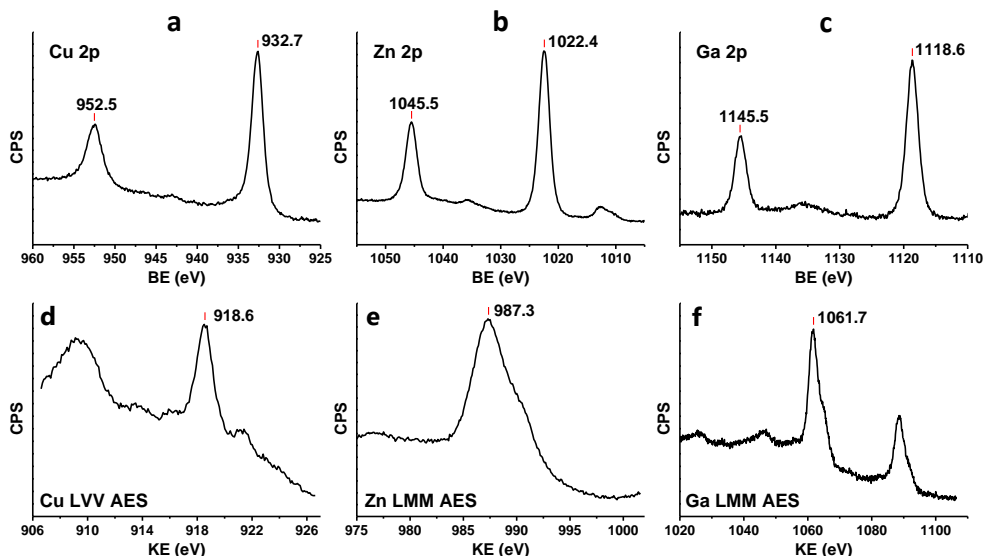 a
Cu 2p
932.7
952.5
CPS
960 955 950 945 940 935 930 925
BE (eV)
b
Zn 2p
1022.4
1045.5
CPS
1050 1040 1030 1020 1010
BE (eV)
c
Ga 2p
1118.6
1145.5
CPS
1150 1140 1130 1120 1110
BE (eV)
d
918.6
CPS
Cu LVV AES
906 910 914 918 922 926
KE (eV)
e
987.3
CPS
Zn LMM AES
975 980 985 990 995 1000
KE (eV)
f
1061.7
CPS
Ga LMM AES
1020 1040 1060 1080 1100
KE (eV)